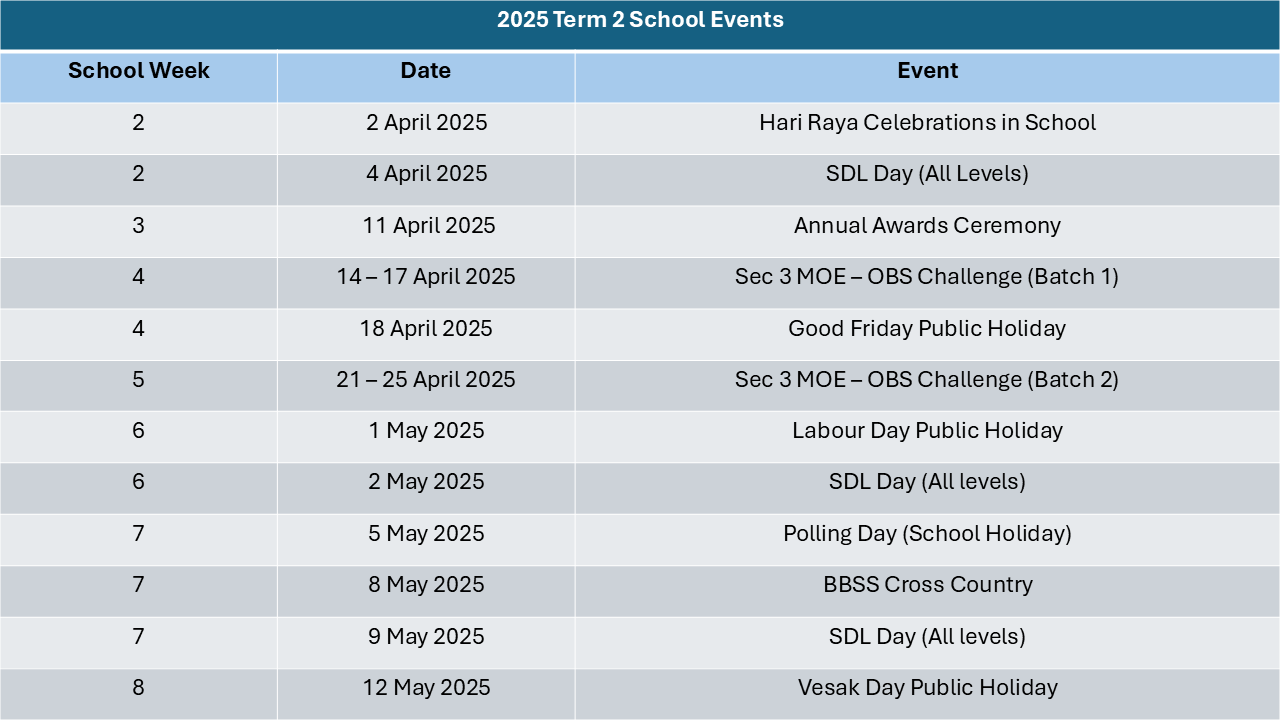 2025 Term 2 School Events
School Week Date Event
2 2 April 2025 Hari Raya Celebrations in School
2 4 April 2025 SDL Day (All Levels)
3 11 April 2025 Annual Awards Ceremony
4 14 – 17 April 2025 Sec 3 MOE – OBS Challenge (Batch 1)
4 18 April 2025 Good Friday Public Holiday
5 21 – 25 April 2025 Sec 3 MOE – OBS Challenge (Batch 2)
6 1 May 2025 Labour Day Public Holiday
6 2 May 2025 SDL Day (All levels)
7 5 May 2025 Polling Day (School Holiday)
7 8 May 2025 BBSS Cross Country
7 9 May 2025 SDL Day (All levels)
8 12 May 2025 Vesak Day Public Holiday